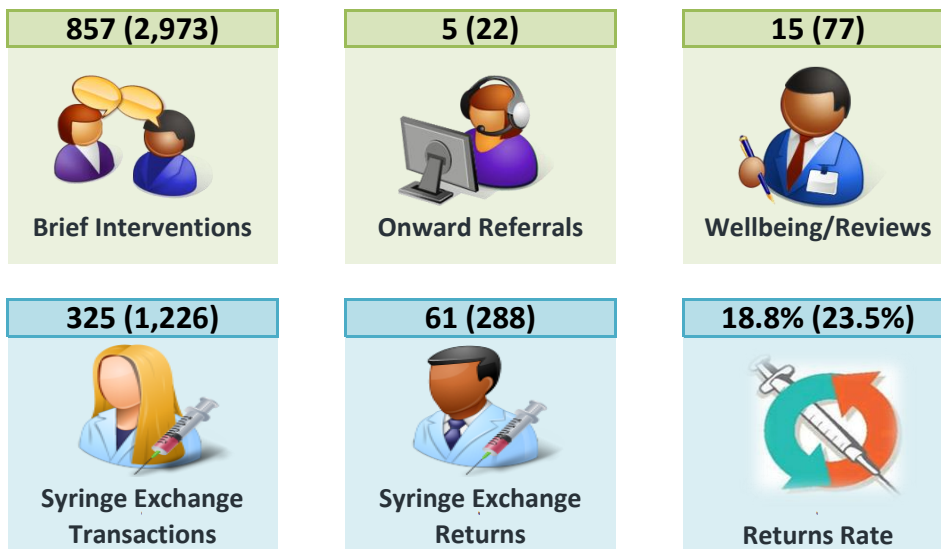 857 (2,973)
5 (22)
15 (77)
Brief Interventions
Onward Referrals
Wellbeing/Reviews
325 (1,226)
61 (288)
18.8% (23.5%)
Syringe Exchange
Transactions
Syringe Exchange
Returns
Returns Rate